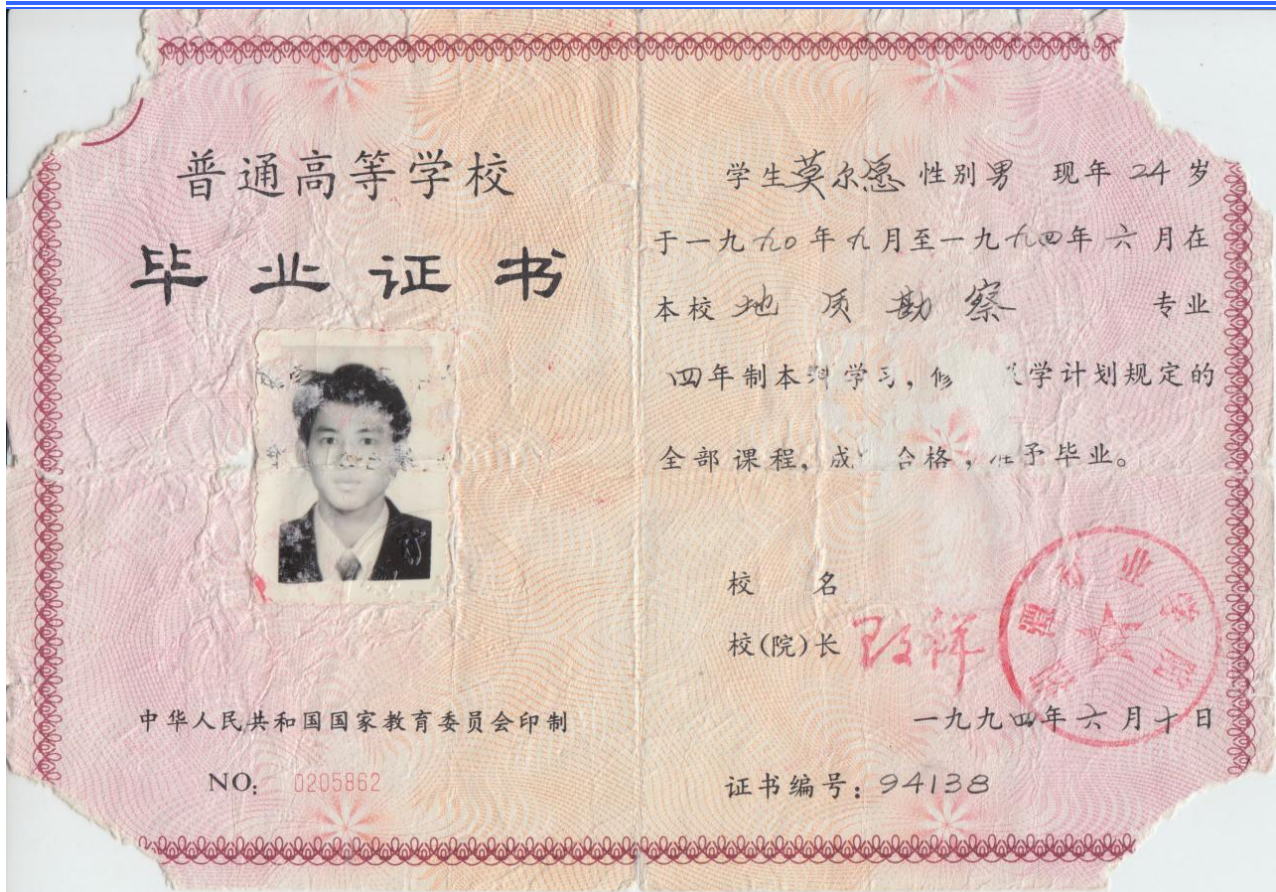 普通高等学校
毕业证书
中华人民共和国国家教育委员会印制
NO: 0205862
学生莫尔愚 性别男 现年 24 岁
于一九九0年九月至一九九四年六月在
本校 地质勘察 专业
四年制本科学习，修 学计划规定的
全部课程，成 合格，准予毕业。
校 名
校(院)长
一九九四年六月十日
证书编号：94138